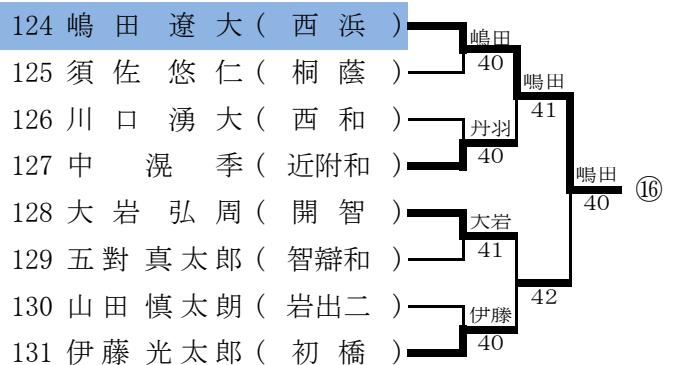 124 嶋田 遼大 ( 西浜 )
125 須佐 悠仁 ( 桐蔭 )
126 川口 湧大 ( 西和 )
127 中 滉季 ( 近附和 )
128 大岩 弘周 ( 開智 )
129 五對 真太郎 ( 智辯和 )
130 山田 慎太朗 ( 岩出二 )
131 伊藤 光太郎 ( 初橋 )
嶋田
40
丹羽
40
大岩
41
伊藤
40
嶋田
41
42
嶋田
40
⑯